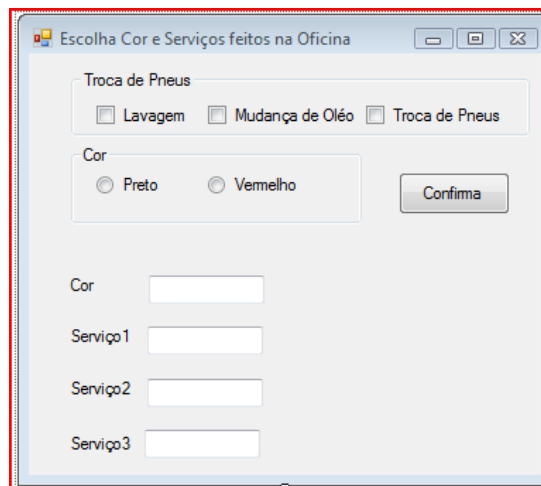 Escolha Cor e Serviços feitos na Oficina
Troca de Pneus
Lavagem Mudança de Oléo Troca de Pneus
Cor
Preto Vermelho
Confirma
Cor
Serviço1
Serviço2
Serviço3